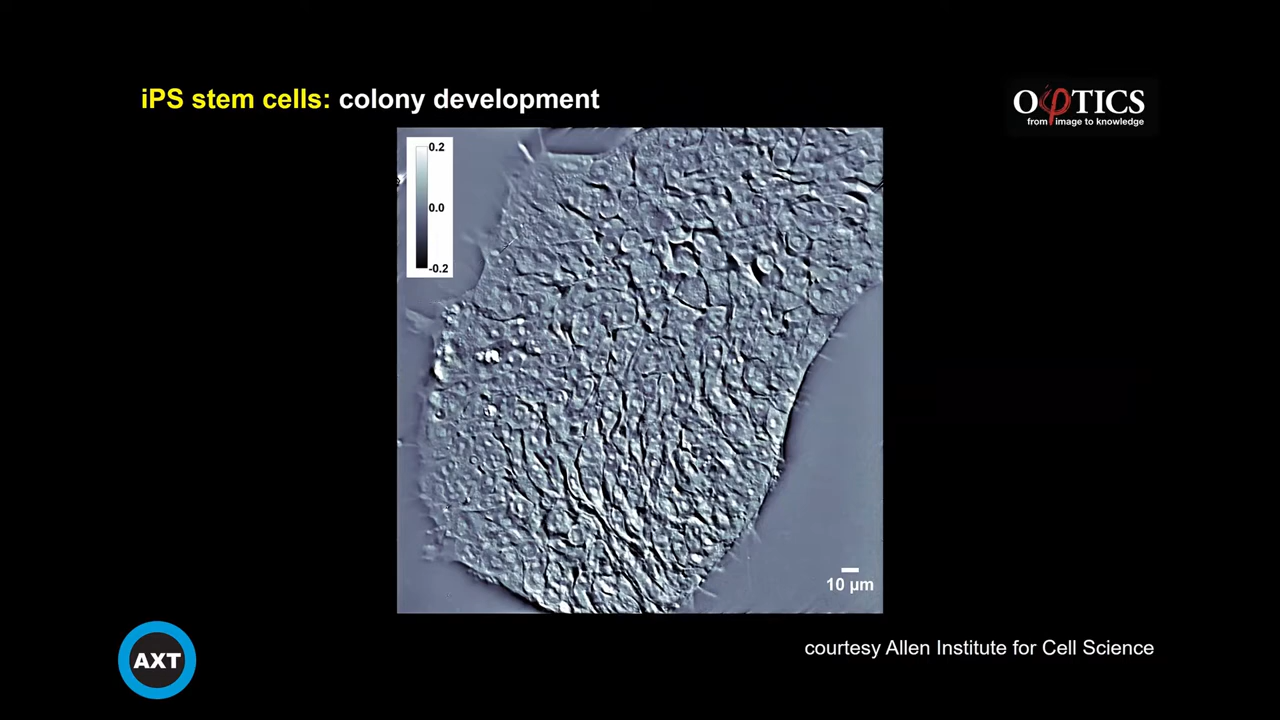 iPS stem cells: colony development
OφTICS
from image to knowledge
0.2
0.0
-0.2
10 μm
courtesy Allen Institute for Cell Science
AXT